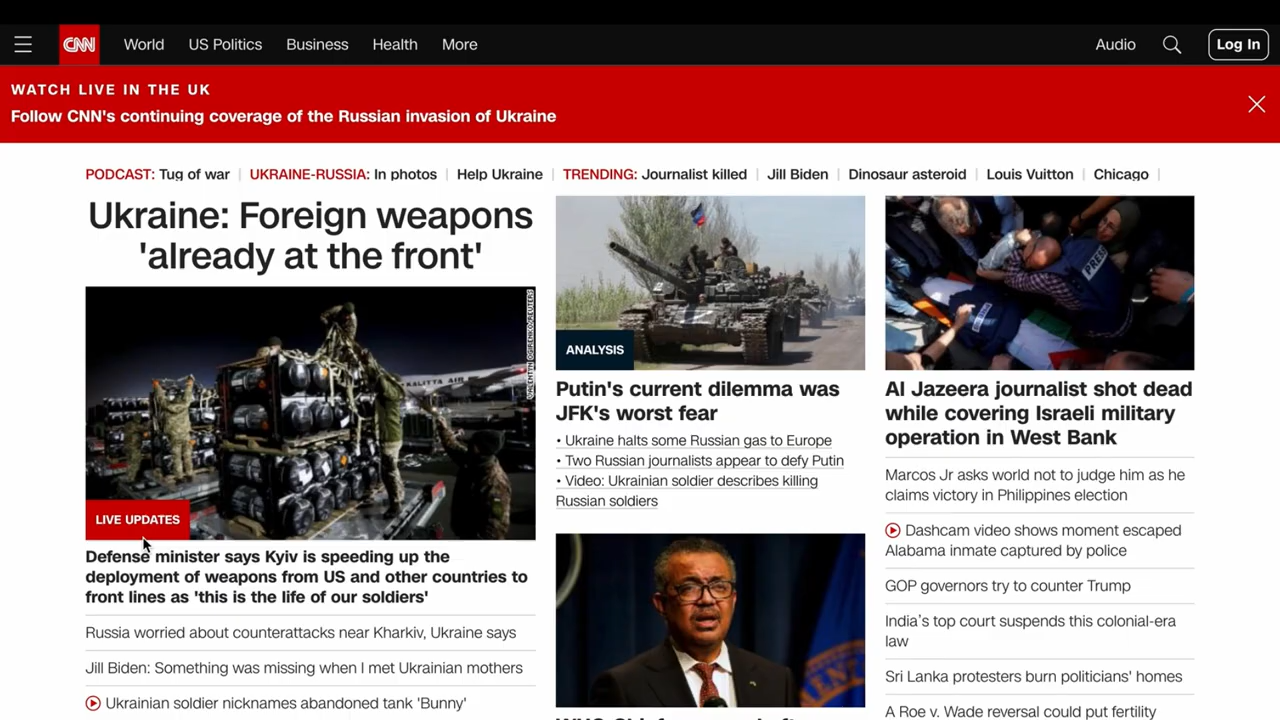 CNN World US Politics Business Health More Audio Log In
WATCH LIVE IN THE UK
Follow CNN's continuing coverage of the Russian invasion of Ukraine
PODCAST: Tug of war | UKRAINE-RUSSIA: In photos | Help Ukraine | TRENDING: Journalist killed | Jill Biden | Dinosaur asteroid | Louis Vuitton | Chicago |
Ukraine: Foreign weapons
'already at the front'
LIVE UPDATES
Defense minister says Kyiv is speeding up the
deployment of weapons from US and other countries to
front lines as 'this is the life of our soldiers'
Russia worried about counterattacks near Kharkiv, Ukraine says
Jill Biden: Something was missing when I met Ukrainian mothers
Ukrainian soldier nicknames abandoned tank 'Bunny'
ANALYSIS
Putin's current dilemma was
JFK's worst fear
• Ukraine halts some Russian gas to Europe
• Two Russian journalists appear to defy Putin
• Video: Ukrainian soldier describes killing
Russian soldiers
PRESS
Al Jazeera journalist shot dead
while covering Israeli military
operation in West Bank
Marcos Jr asks world not to judge him as he
claims victory in Philippines election
Dashcam video shows moment escaped
Alabama inmate captured by police
GOP governors try to counter Trump
India's top court suspends this colonial-era
law
Sri Lanka protesters burn politicians' homes
A Roe v. Wade reversal could put fertility